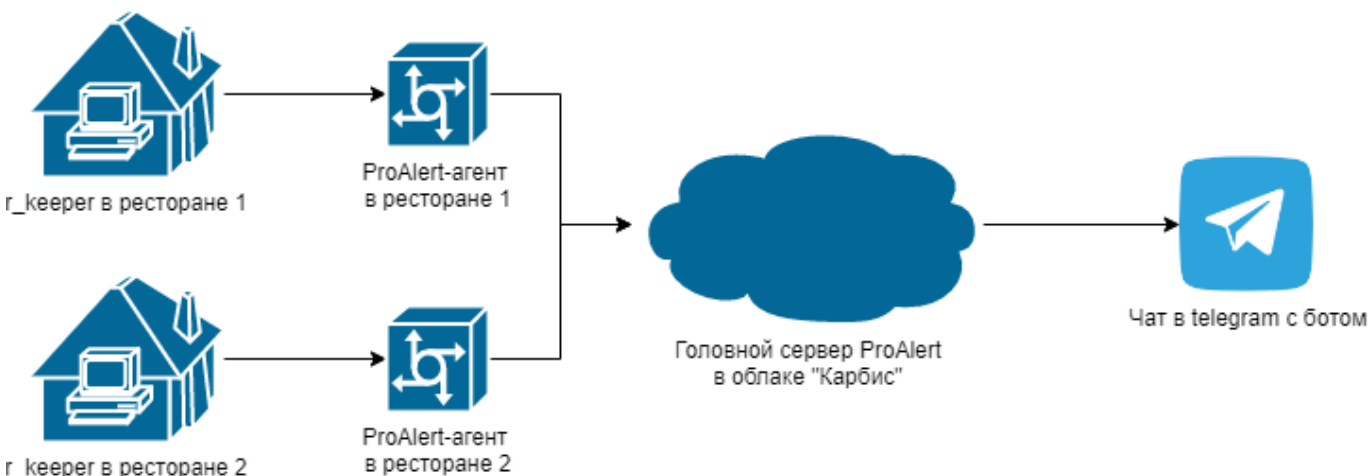 r_keeper в ресторане 1
ProAlert-агент
в ресторане 1
Головной сервер ProAlert
в облаке "Карбис"
Чат в telegram с ботом
r_keeper в ресторане 2
ProAlert-агент
в ресторане 2